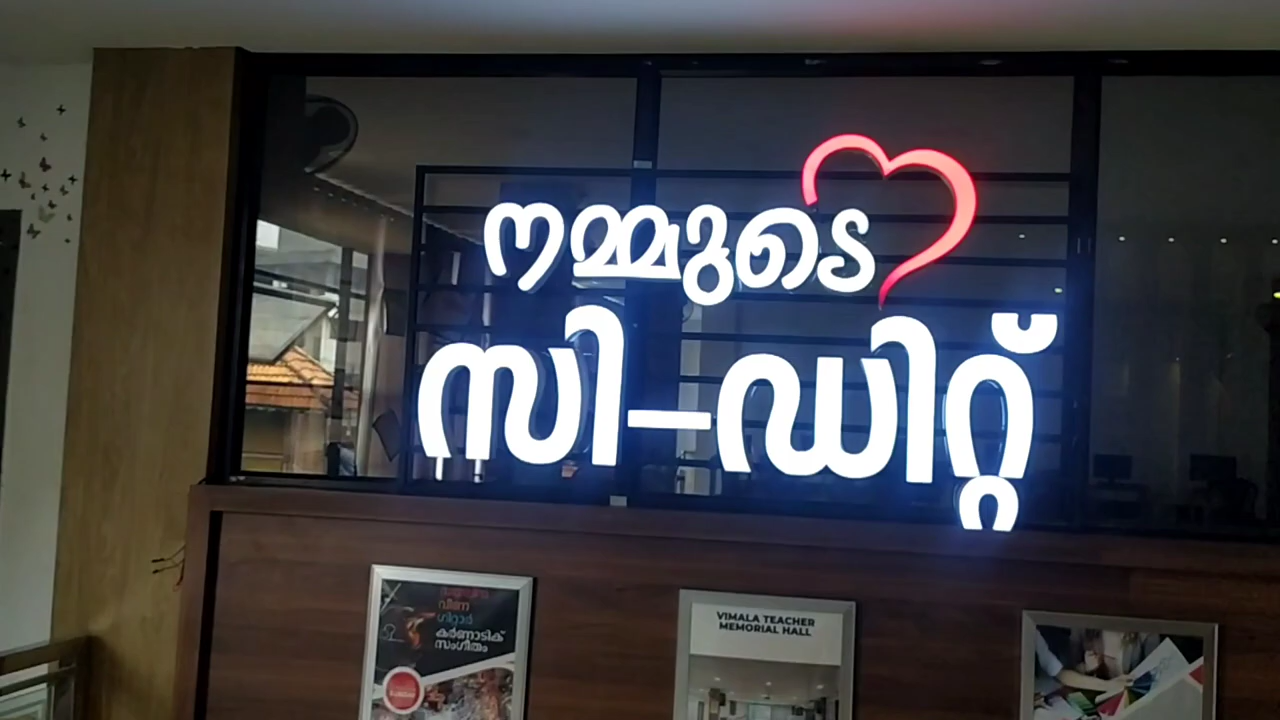 നമ്മുടെ
സി-ഡിറ്റ്
വീണ
ഗിറ്റാർ
കർണാടിക്
സംഗീതം
VIMALA TEACHER
MEMORIAL HALL